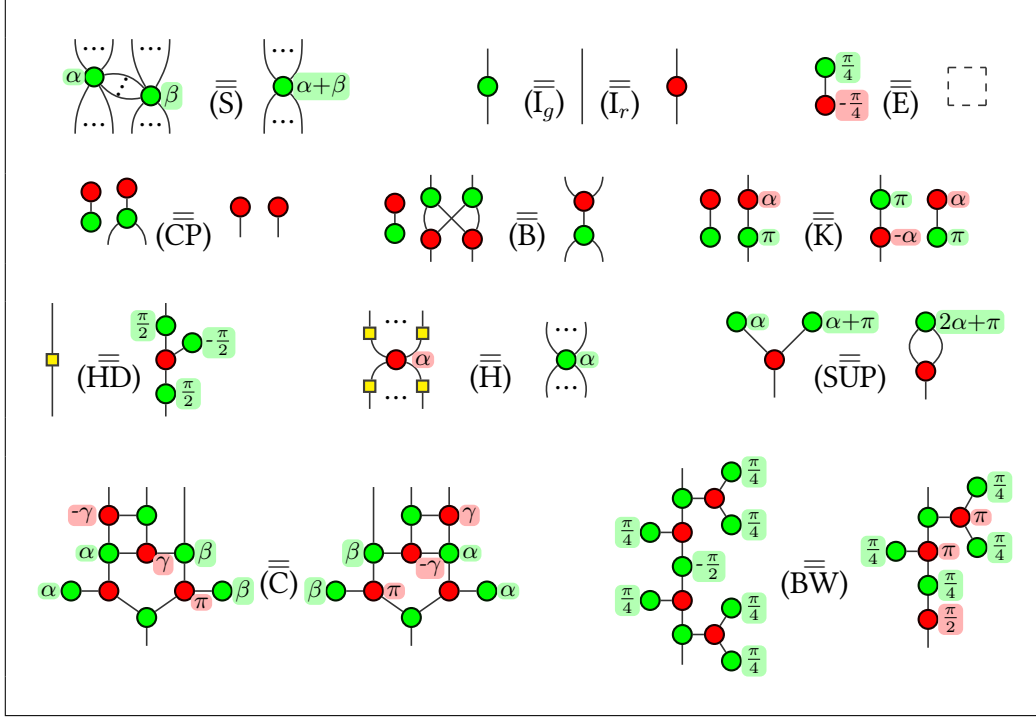 ... ... ...
α β (S) α+β
... ... ...
(I_g) (I_r)
π/4 -π/4 (E)
(CP)
(B)
α π (K) π -α α π
π/2 -π/2 π/2 (HD)
... α ... (H) ... α ...
α α+π (SUP) 2α+π
-γ α γ β α π β (C) γ β -γ α β π α
π/4 π/4 π/4 -π/2 π/4 π/4 π/4 (BW) π/4 π π/4 π/4 π π/4 π/2